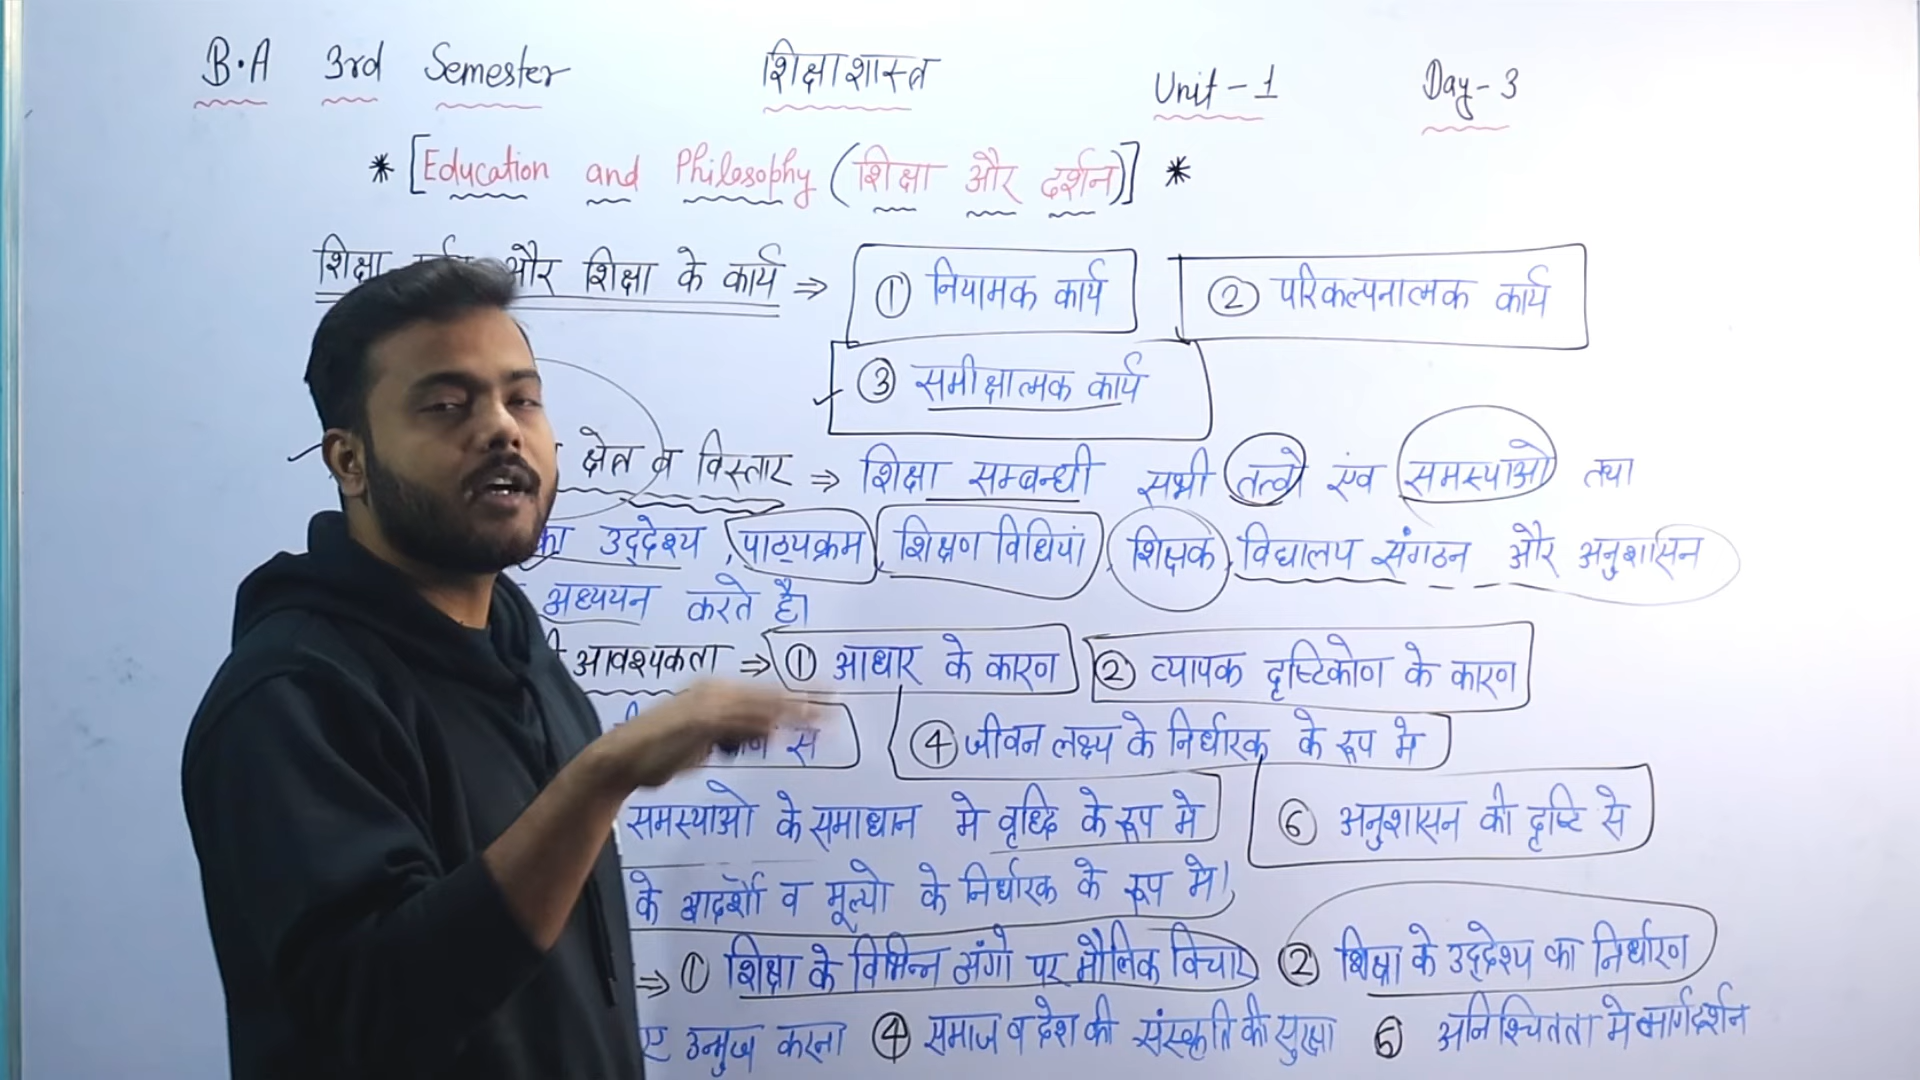 B.A 3rd Semester शिक्षाशास्त्र Unit-1 Day-3
* [Education and Philosophy (शिक्षा और दर्शन)] *
शिक्षा और शिक्षा के कार्य ⇒ ① नियामक कार्य ② परिकल्पनात्मक कार्य
③ समीक्षात्मक कार्य
क्षेत्र व विस्तार ⇒ शिक्षा सम्बन्धी सभी तत्वो एंव समस्याओ तथा
का उद्देश्य, पाठ्यक्रम, शिक्षण विधियां, शिक्षक, विद्यालय संगठन और अनुशासन
अध्ययन करते है।
आवश्यकता ⇒ ① आधार के कारण ② व्यापक दृष्टिकोण के कारण
से ④ जीवन लक्ष्य के निर्धारक के रूप मे
समस्याओ के समाधान मे वृध्दि के रूप मे ⑥ अनुशासन की दृष्टि से
के आदर्शो व मूल्यो के निर्धारक के रूप मे।
⇒ ① शिक्षा के विभिन्न अंगो पर मौलिक विचार ② शिक्षा के उद्देश्य का निर्धारण
उन्मुख करना ④ समाज व देश की संस्कृति की सुरक्षा ⑤ अनिश्चितता मे मार्गदर्शन